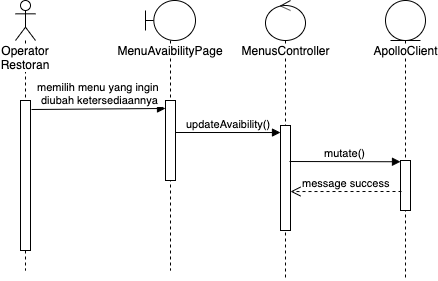 Operator
Restoran
MenuAvaibilityPage
MenusController
ApolloClient
memilih menu yang ingin
diubah ketersediaannya
updateAvaibility()
mutate()
message success